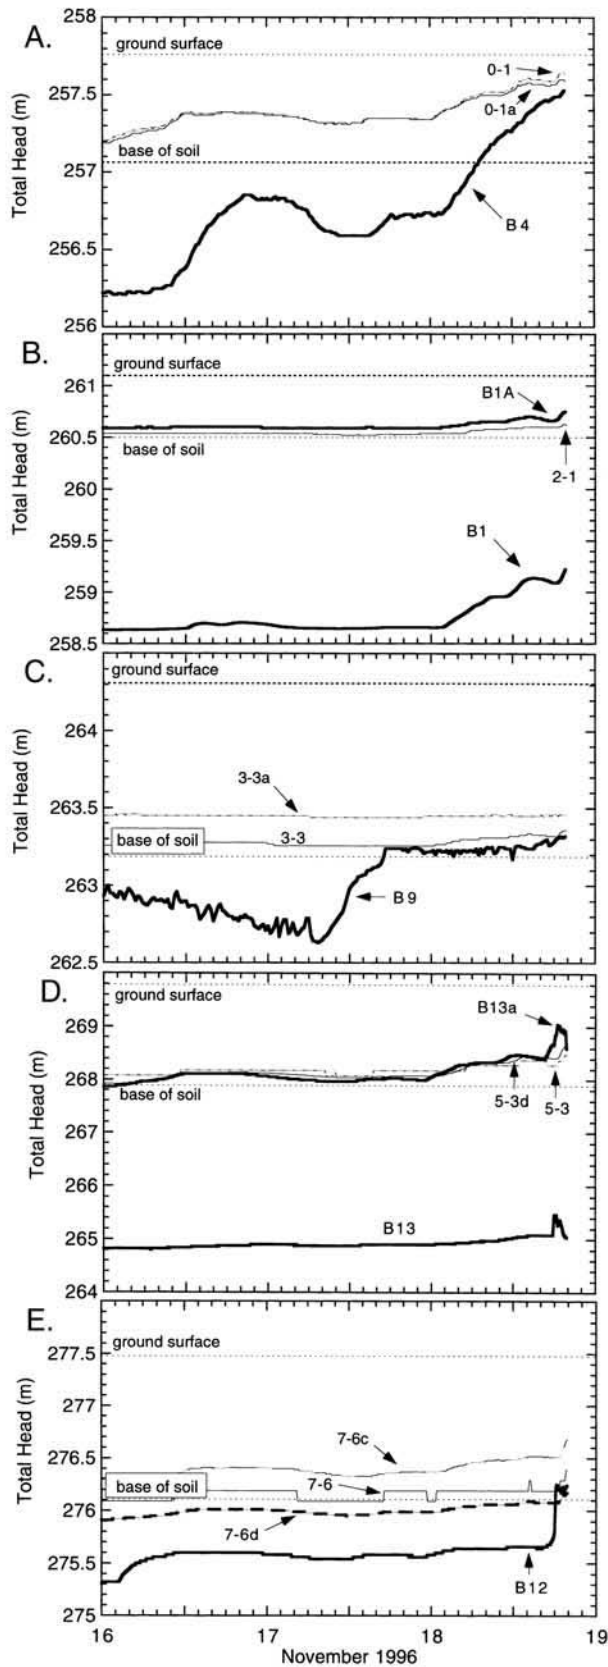 A.
258
ground surface
0-1
257.5
0-1a
base of soil
257
B4
256.5
256
Total Head (m)
B.
ground surface
261
B1A
260.5
base of soil
2-1
260
259.5
B1
259
258.5
Total Head (m)
C.
ground surface
264
3-3a
263.5
base of soil
3-3
263
B9
262.5
Total Head (m)
D.
ground surface
B13a
269
268
base of soil
5-3d
5-3
267
266
B13
265
264
Total Head (m)
E.
ground surface
277.5
277
7-6c
276.5
base of soil
7-6
276
7-6d
275.5
B12
275
Total Head (m)
16
17
18
19
November 1996